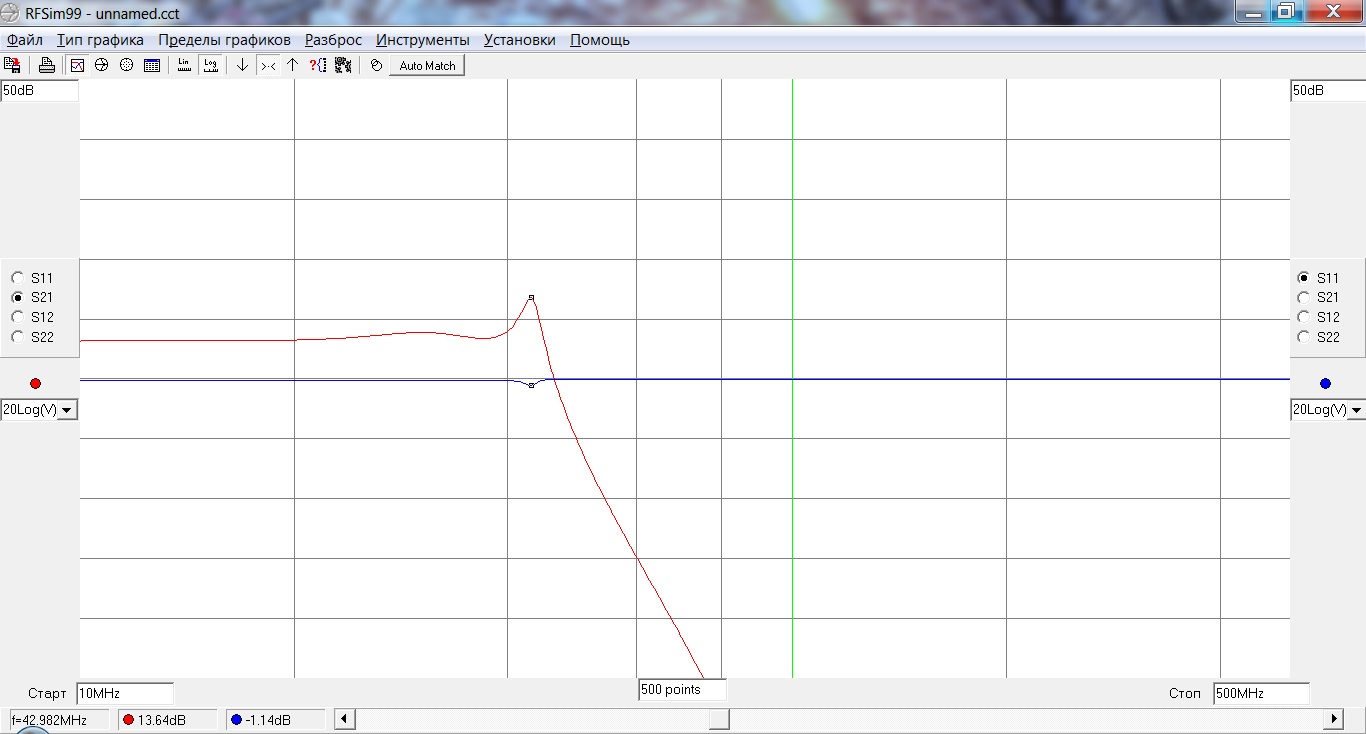 RFSim99 - unnamed.cct
Файл Тип графика Пределы графиков Разброс Инструменты Установки Помощь
Lin Log ?{} Auto Match
50dB 50dB
S11 S11
S21 S21
S12 S12
S22 S22
20Log(V) 20Log(V)
Старт 10MHz 500 points Стоп 500MHz
f=42.982MHz 13.64dB -1.14dB